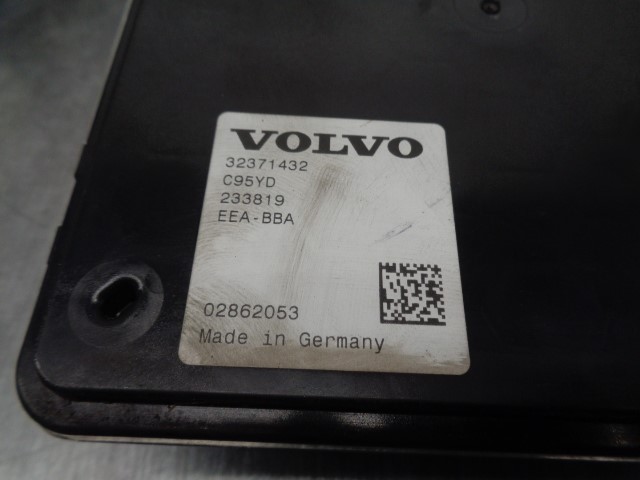 VOLVO
32371432
C95YD
233819
EEA-BBA
02862053
Made in Germany